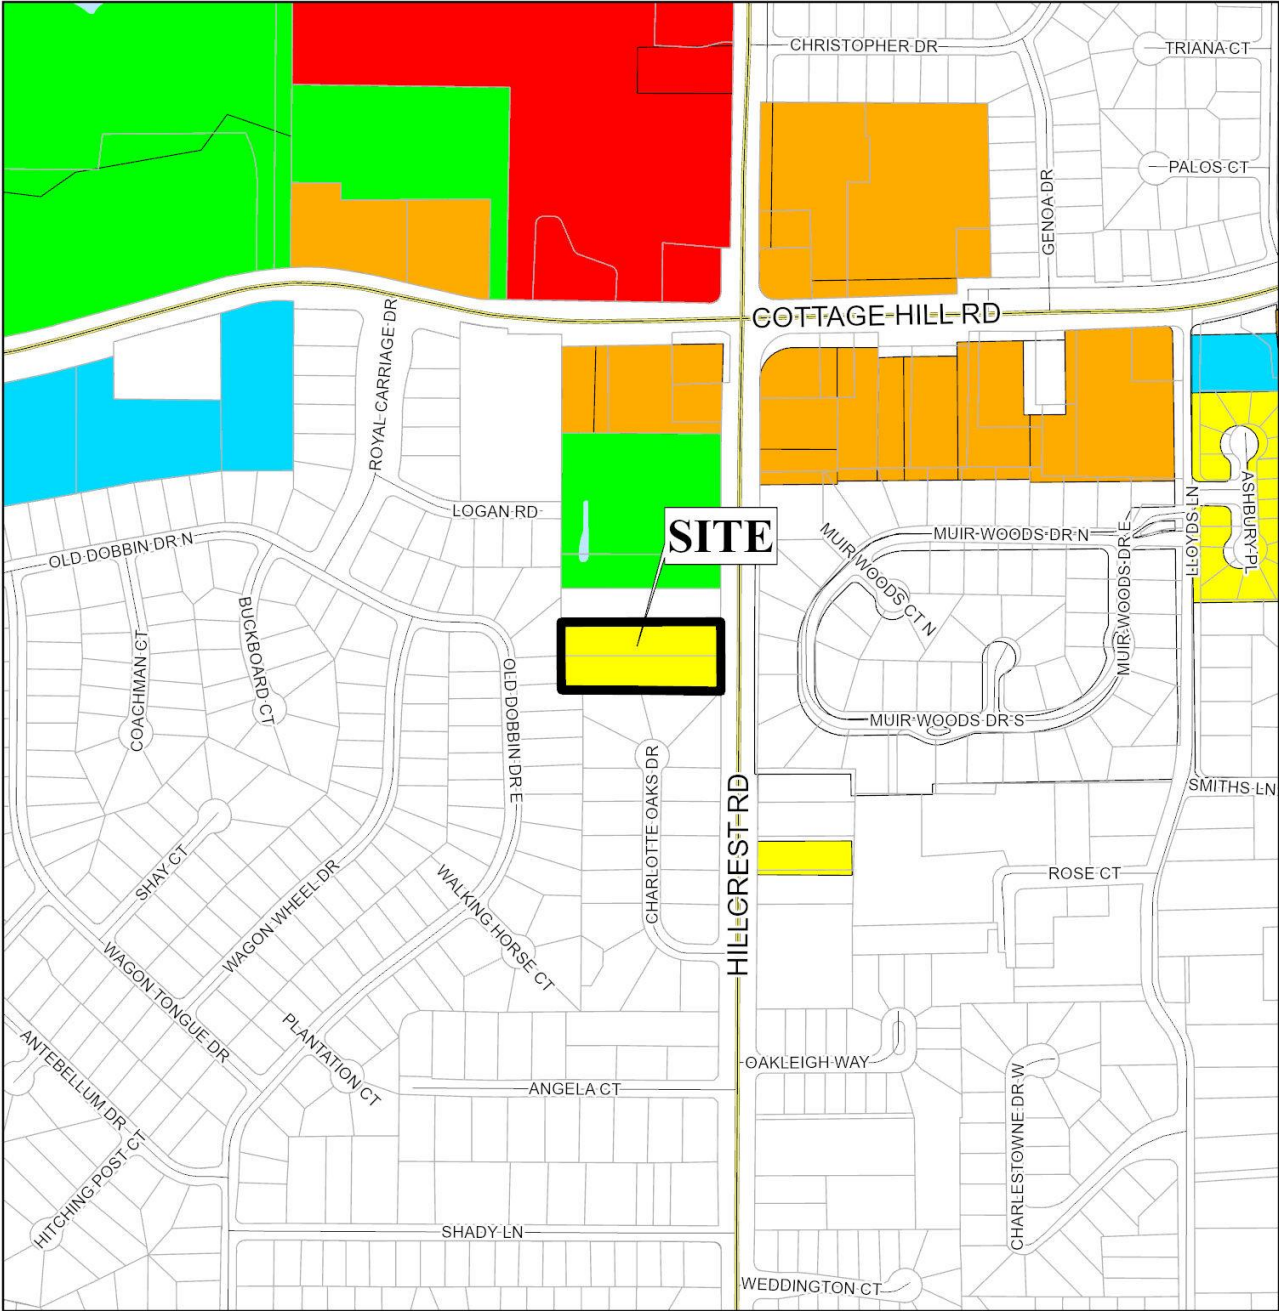 CHRISTOPHER DR
TRIANA CT
PALOS CT
GENOA DR
COTTAGE HILL RD
ROYAL CARRIAGE DR
LOGAN RD
SITE
OLD DOBBIN DR N
MUIR WOODS DR N
MUIR WOODS CT N
MUIR WOODS DR E
LLOYDS LN
ASHBURY PL
COACHMAN CT
BUCKBOARD CT
OLD DOBBIN DR E
MUIR WOODS DR S
CHARLOTTE OAKS DR
HILLCREST RD
SMITHS LN
SHAY CT
WAGON WHEEL DR
WALKING HORSE CT
ROSE CT
WAGON TONGUE DR
PLANTATION CT
ANTEBELLUM DR
CT
HITCHING POST CT
ANGELA CT
OAKLEIGH WAY
CHARLESTOWNE DR W
SHADY LN
WEDDINGTON CT